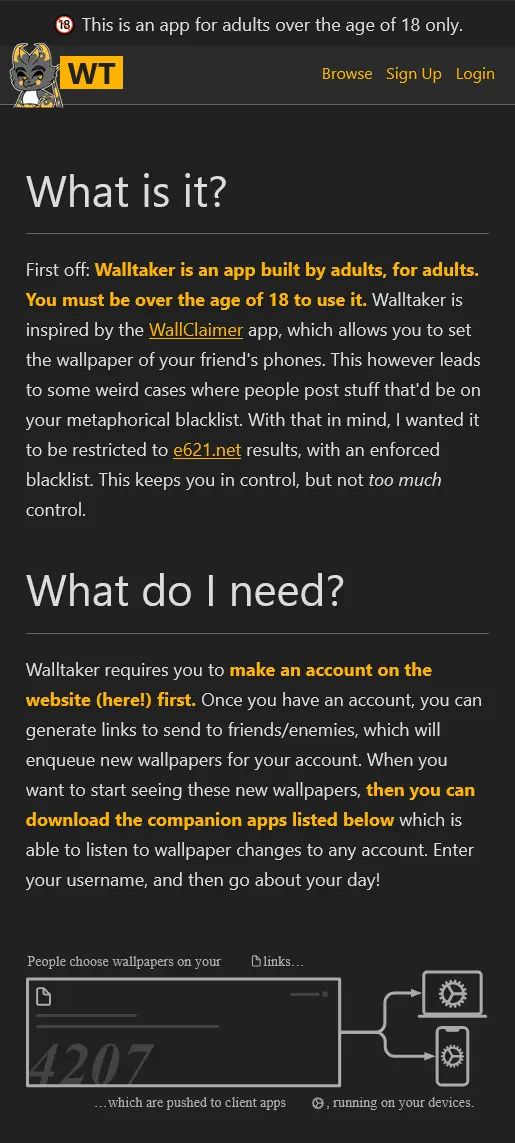 🔞 This is an app for adults over the age of 18 only.
WT
Browse Sign Up Login
What is it?
First off: Walltaker is an app built by adults, for adults.
You must be over the age of 18 to use it. Walltaker is
inspired by the WallClaimer app, which allows you to set
the wallpaper of your friend's phones. This however leads
to some weird cases where people post stuff that'd be on
your metaphorical blacklist. With that in mind, I wanted it
to be restricted to e621.net results, with an enforced
blacklist. This keeps you in control, but not too much
control.
What do I need?
Walltaker requires you to make an account on the
website (here!) first. Once you have an account, you can
generate links to send to friends/enemies, which will
enqueue new wallpapers for your account. When you
want to start seeing these new wallpapers, then you can
download the companion apps listed below which is
able to listen to wallpaper changes to any account. Enter
your username, and then go about your day!
People choose wallpapers on your links…
4207
…which are pushed to client apps , running on your devices.